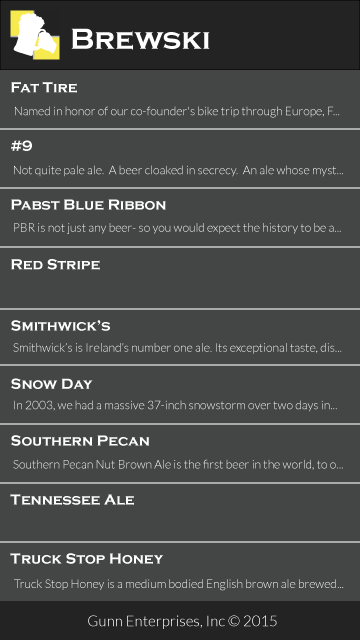 Brewski
Fat Tire
Named in honor of our co-founder's bike trip through Europe, F...
#9
Not quite pale ale. A beer cloaked in secrecy. An ale whose myst...
Pabst Blue Ribbon
PBR is not just any beer- so you would expect the history to be a...
Red Stripe
Smithwick's
Smithwick's is Ireland's number one ale. Its exceptional taste, dis...
Snow Day
In 2003, we had a massive 37-inch snowstorm over two days in...
Southern Pecan
Southern Pecan Nut Brown Ale is the first beer in the world, to o...
Tennessee Ale
Truck Stop Honey
Truck Stop Honey is a medium bodied English brown ale brewed...
Gunn Enterprises, Inc © 2015